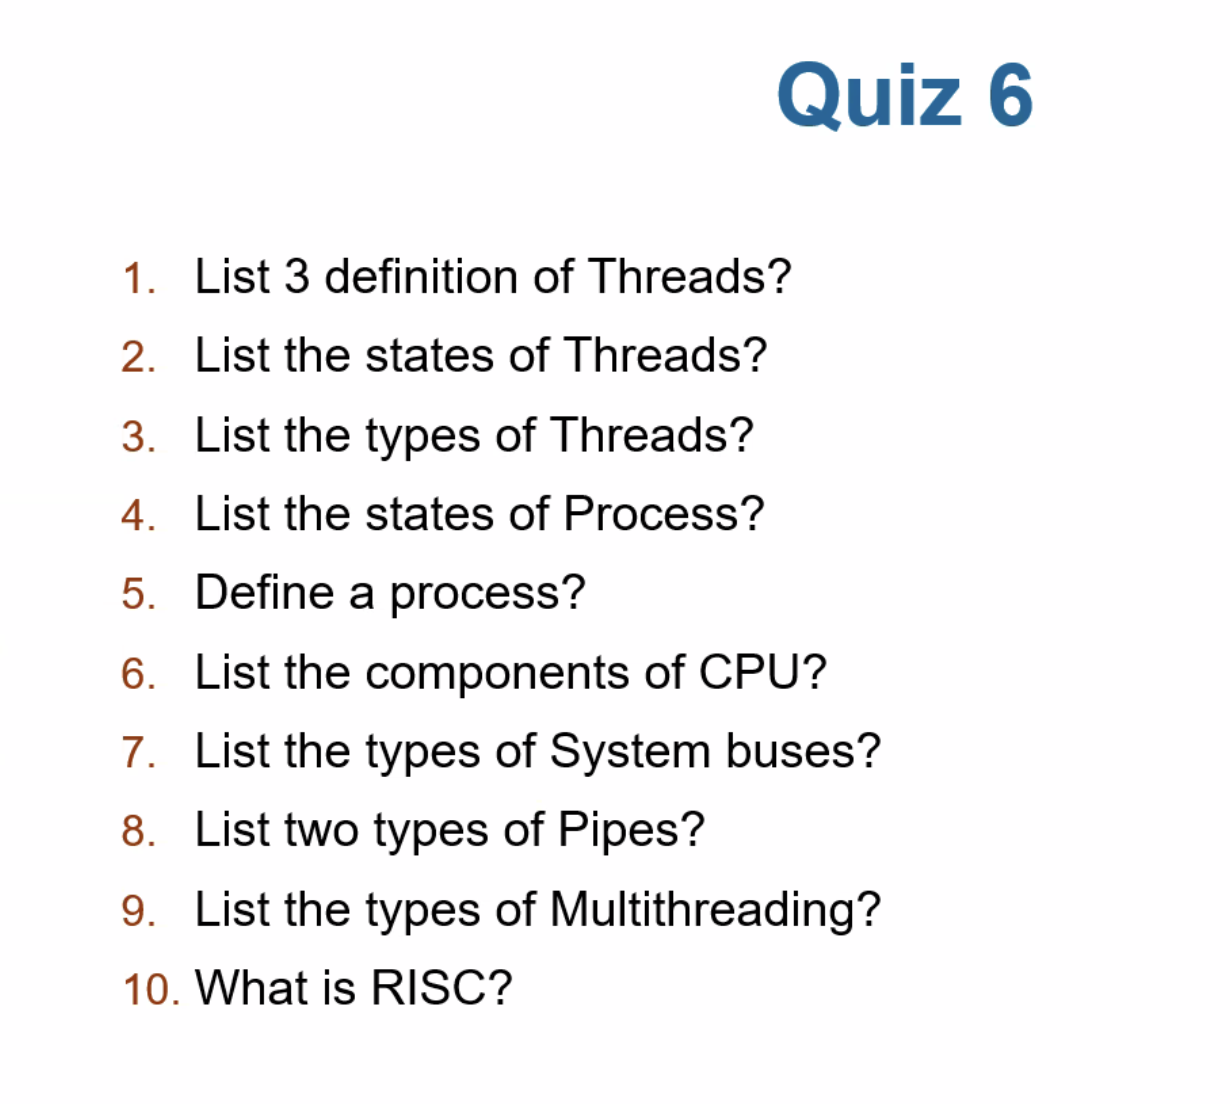 Quiz 6
1. List 3 definition of Threads?
2. List the states of Threads?
3. List the types of Threads?
4. List the states of Process?
5. Define a process?
6. List the components of CPU?
7. List the types of System buses?
8. List two types of Pipes?
9. List the types of Multithreading?
10. What is RISC?